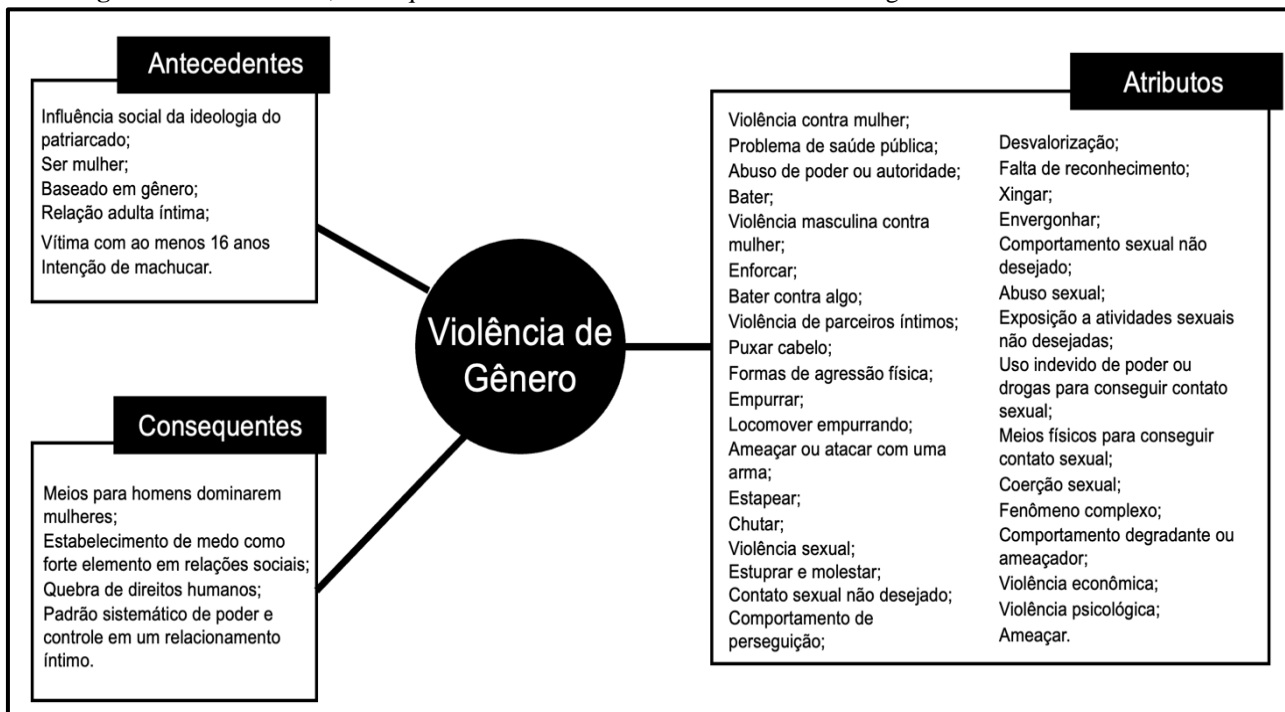 Antecedentes
Influência social da ideologia do
patriarcado;
Ser mulher;
Baseado em gênero;
Relação adulta íntima;
Vítima com ao menos 16 anos
Intenção de machucar.
Consequentes
Meios para homens dominarem
mulheres;
Estabelecimento de medo como
forte elemento em relações sociais;
Quebra de direitos humanos;
Padrão sistemático de poder e
controle em um relacionamento
íntimo.
Violência de
Gênero
Atributos
Violência contra mulher;
Problema de saúde pública;
Abuso de poder ou autoridade;
Bater;
Violência masculina contra
mulher;
Enforcar;
Bater contra algo;
Violência de parceiros íntimos;
Puxar cabelo;
Formas de agressão física;
Empurrar;
Locomover empurrando;
Ameaçar ou atacar com uma
arma;
Estapear;
Chutar;
Violência sexual;
Estuprar e molestar;
Contato sexual não desejado;
Comportamento de
perseguição;
Desvalorização;
Falta de reconhecimento;
Xingar;
Envergonhar;
Comportamento sexual não
desejado;
Abuso sexual;
Exposição a atividades sexuais
não desejadas;
Uso indevido de poder ou
drogas para conseguir contato
sexual;
Meios físicos para conseguir
contato sexual;
Coerção sexual;
Fenômeno complexo;
Comportamento degradante ou
ameaçador;
Violência econômica;
Violência psicológica;
Ameaçar.